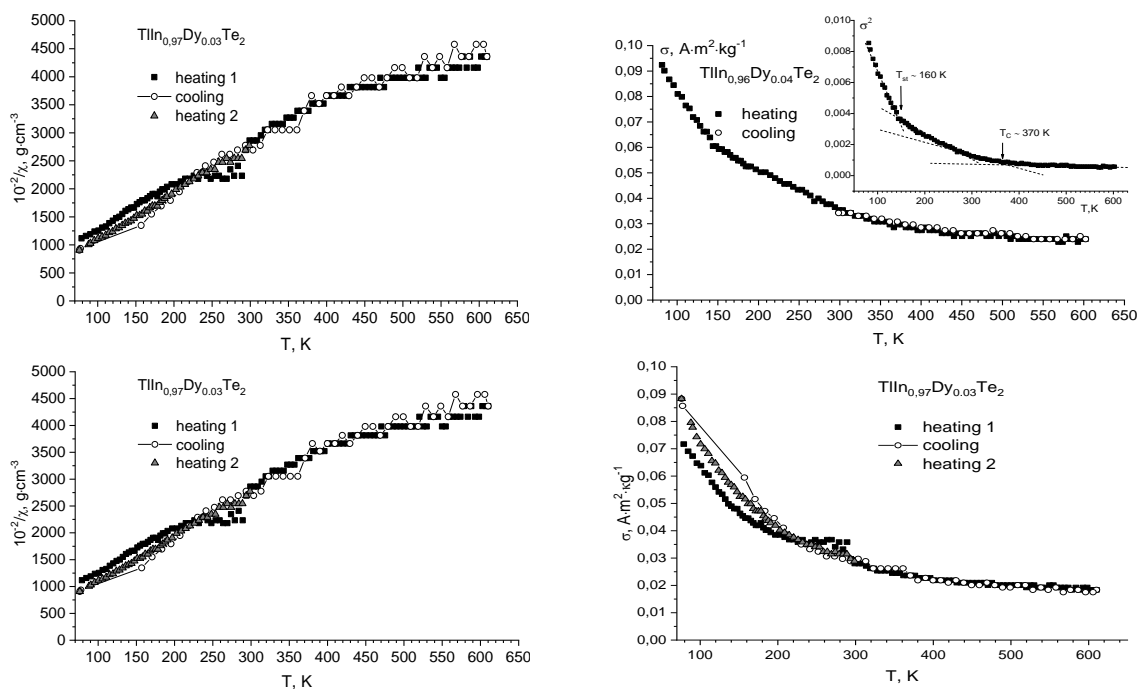 5000
4500
4000
3500
3000
2500
2000
1500
1000
500
0
10⁻²/χ, g·cm⁻³
TlIn₀,₉₇Dy₀.₀₃Te₂
heating 1
cooling
heating 2
100 150 200 250 300 350 400 450 500 550 600 650
T, K
0,10
0,09
0,08
0,07
0,06
0,05
0,04
0,03
0,02
0,01
0,00
σ, A·m²·kg⁻¹
TlIn₀,₉₆Dy₀.₀₄Te₂
heating
cooling
100 150 200 250 300 350 400 450 500 550 600 650
T, K
σ²
0,010
0,008
0,006
0,004
0,002
0,000
Tst ~ 160 K
TC ~ 370 K
100 200 300 400 500 600
T,K
5000
4500
4000
3500
3000
2500
2000
1500
1000
500
0
10⁻²/χ, g·cm⁻³
TlIn₀,₉₇Dy₀.₀₃Te₂
heating 1
cooling
heating 2
100 150 200 250 300 350 400 450 500 550 600 650
T, K
0,10
0,09
0,08
0,07
0,06
0,05
0,04
0,03
0,02
0,01
0,00
σ, A·m²·кg⁻¹
TlIn₀,₉₇Dy₀.₀₃Te₂
heating 1
cooling
heating 2
100 200 300 400 500 600
T, K